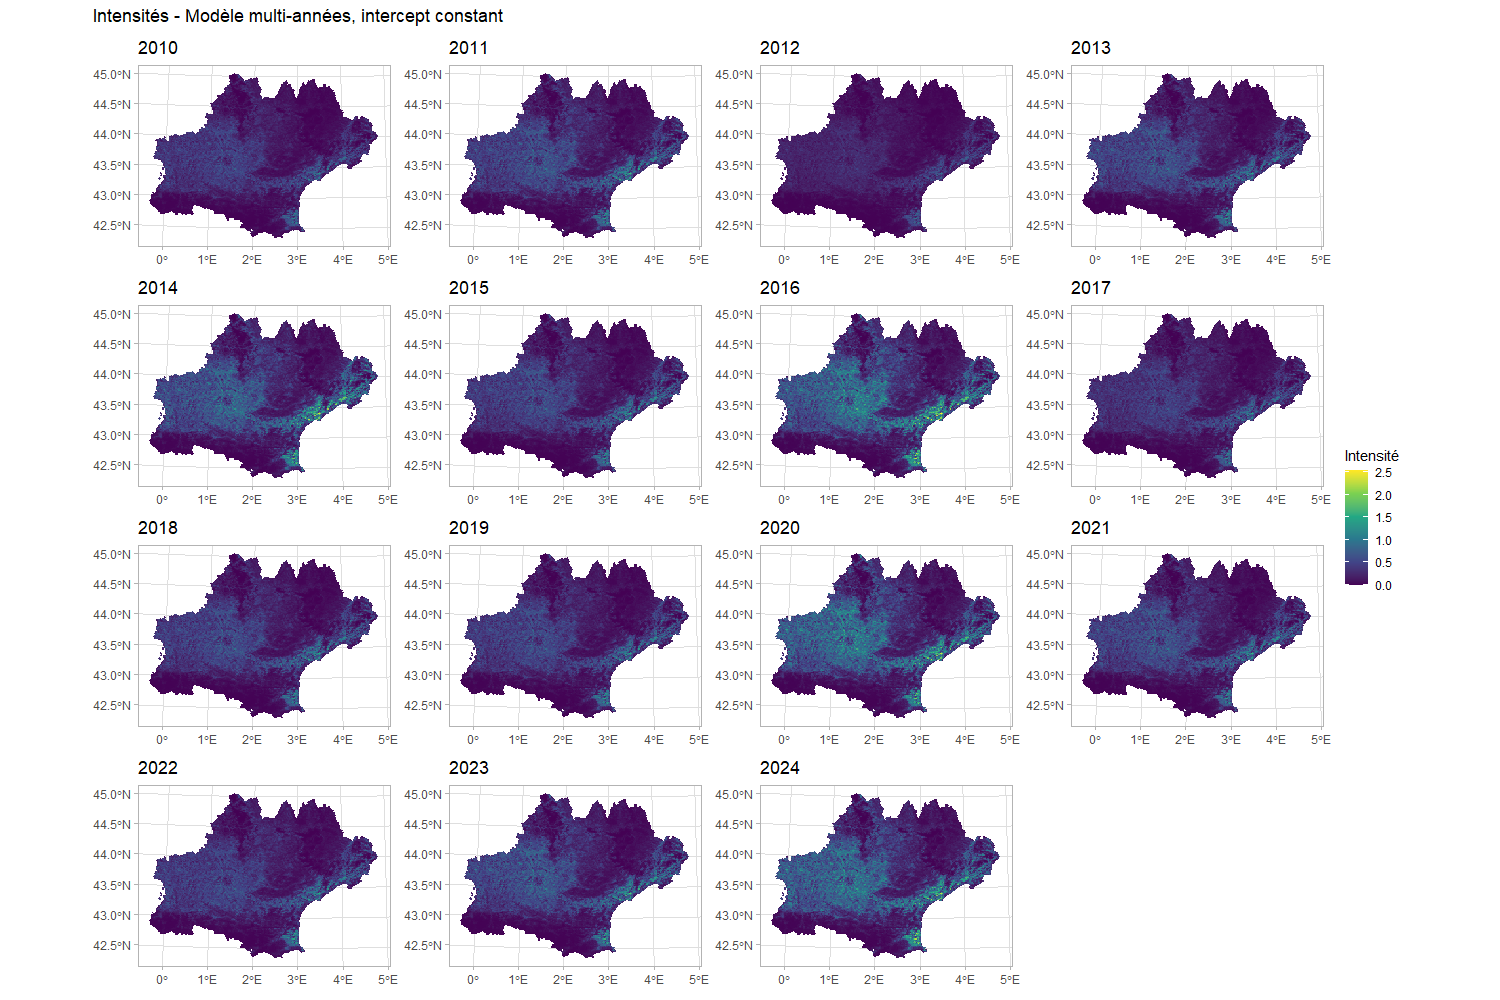 Intensités - Modèle multi-années, intercept constant
2010 2011 2012 2013
45.0°N 45.0°N 45.0°N 45.0°N
44.5°N 44.5°N 44.5°N 44.5°N
44.0°N 44.0°N 44.0°N 44.0°N
43.5°N 43.5°N 43.5°N 43.5°N
43.0°N 43.0°N 43.0°N 43.0°N
42.5°N 42.5°N 42.5°N 42.5°N
0° 1°E 2°E 3°E 4°E 5°E 0° 1°E 2°E 3°E 4°E 5°E 0° 1°E 2°E 3°E 4°E 5°E 0° 1°E 2°E 3°E 4°E 5°E
2014 2015 2016 2017
45.0°N 45.0°N 45.0°N 45.0°N
44.5°N 44.5°N 44.5°N 44.5°N
44.0°N 44.0°N 44.0°N 44.0°N
43.5°N 43.5°N 43.5°N 43.5°N
43.0°N 43.0°N 43.0°N 43.0°N
42.5°N 42.5°N 42.5°N 42.5°N
0° 1°E 2°E 3°E 4°E 5°E 0° 1°E 2°E 3°E 4°E 5°E 0° 1°E 2°E 3°E 4°E 5°E 0° 1°E 2°E 3°E 4°E 5°E
2018 2019 2020 2021
45.0°N 45.0°N 45.0°N 45.0°N
44.5°N 44.5°N 44.5°N 44.5°N
44.0°N 44.0°N 44.0°N 44.0°N
43.5°N 43.5°N 43.5°N 43.5°N
43.0°N 43.0°N 43.0°N 43.0°N
42.5°N 42.5°N 42.5°N 42.5°N
0° 1°E 2°E 3°E 4°E 5°E 0° 1°E 2°E 3°E 4°E 5°E 0° 1°E 2°E 3°E 4°E 5°E 0° 1°E 2°E 3°E 4°E 5°E
2022 2023 2024
45.0°N 45.0°N 45.0°N
44.5°N 44.5°N 44.5°N
44.0°N 44.0°N 44.0°N
43.5°N 43.5°N 43.5°N
43.0°N 43.0°N 43.0°N
42.5°N 42.5°N 42.5°N
0° 1°E 2°E 3°E 4°E 5°E 0° 1°E 2°E 3°E 4°E 5°E 0° 1°E 2°E 3°E 4°E 5°E
Intensité
2.5
2.0
1.5
1.0
0.5
0.0